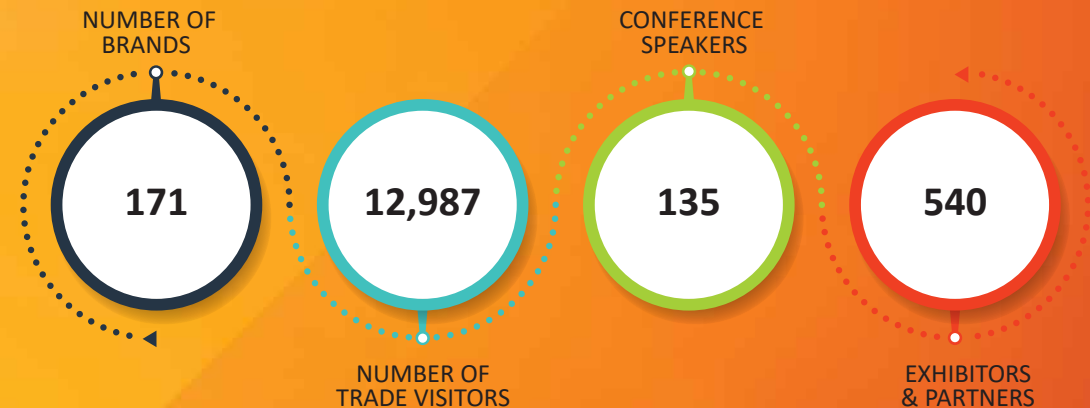 NUMBER OF
BRANDS
171
12,987
NUMBER OF
TRADE VISITORS
CONFERENCE
SPEAKERS
135
540
EXHIBITORS
& PARTNERS